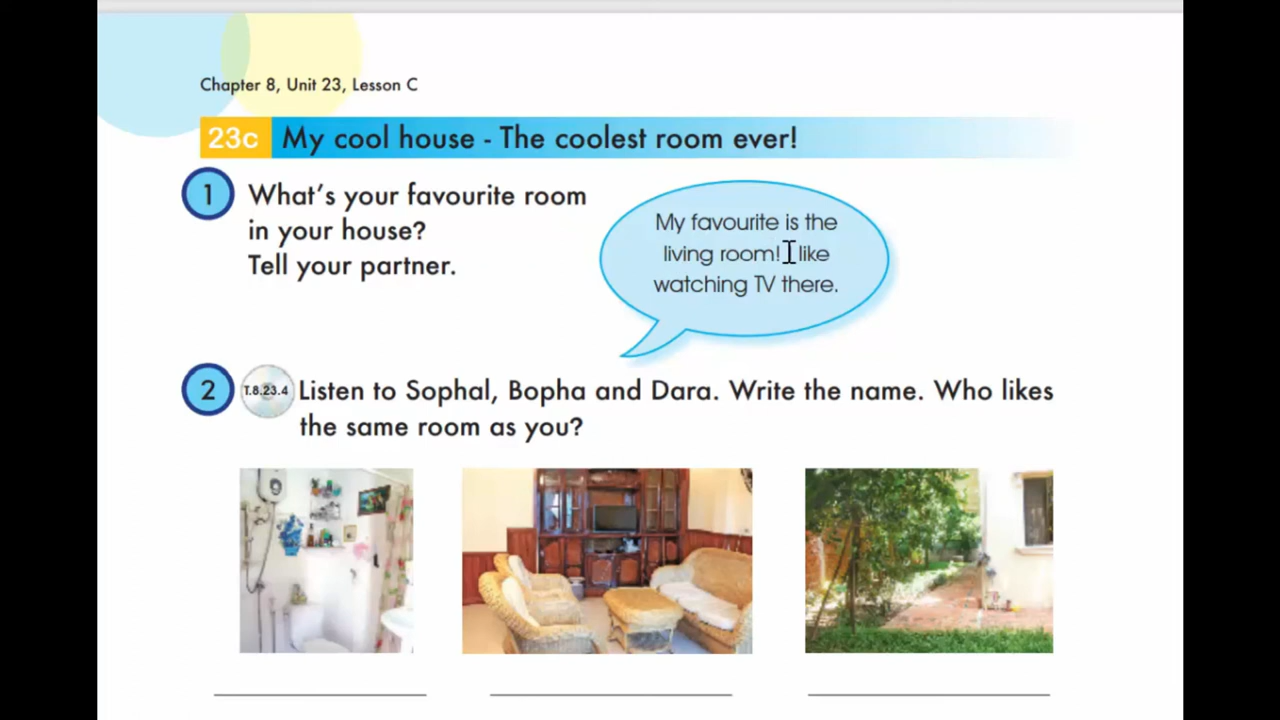 Chapter 8, Unit 23, Lesson C
23c My cool house - The coolest room ever!
1 What's your favourite room
in your house?
Tell your partner.
My favourite is the
living room! I like
watching TV there.
2 T.8.23.4 Listen to Sophal, Bopha and Dara. Write the name. Who likes
the same room as you?